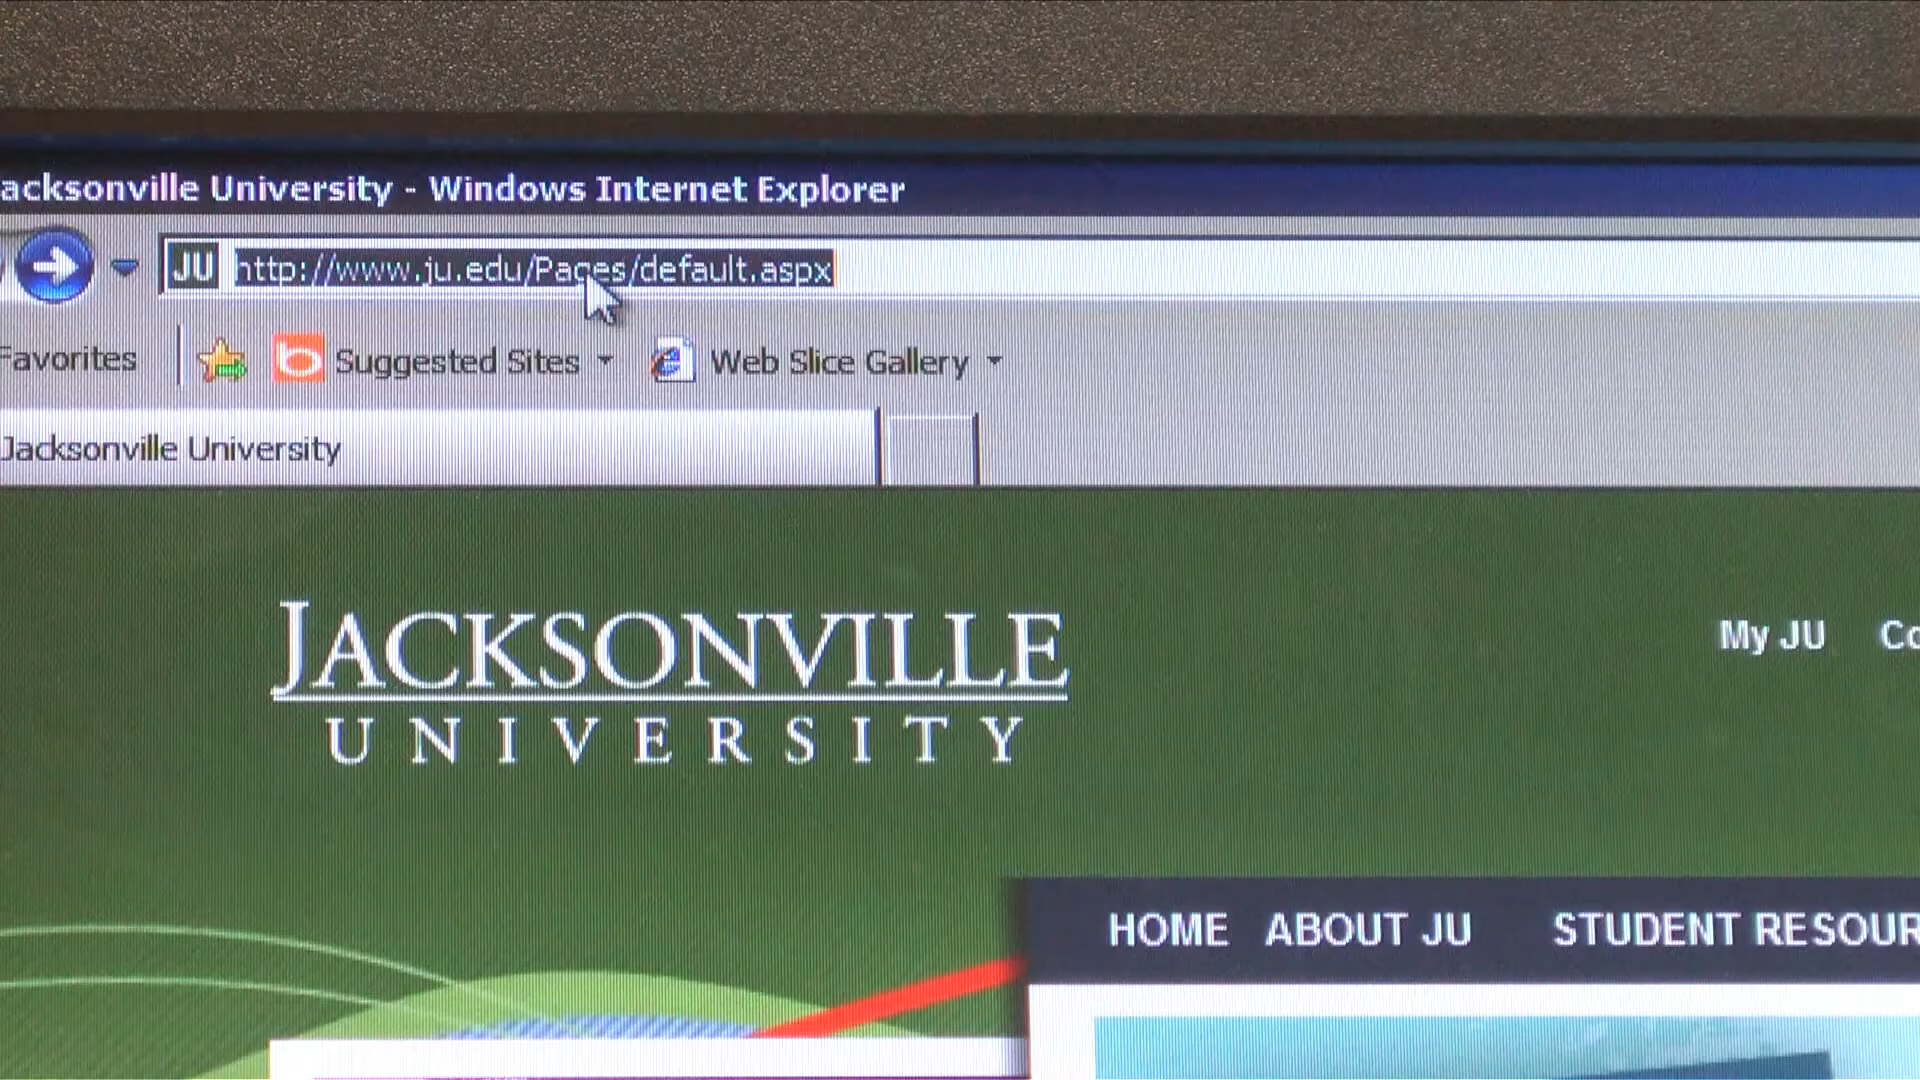 acksonville University - Windows Internet Explorer
JU http://www.ju.edu/Pages/default.aspx
Favorites Suggested Sites Web Slice Gallery
Jacksonville University
JACKSONVILLE
UNIVERSITY
My JU Co
HOME ABOUT JU STUDENT RESOUR